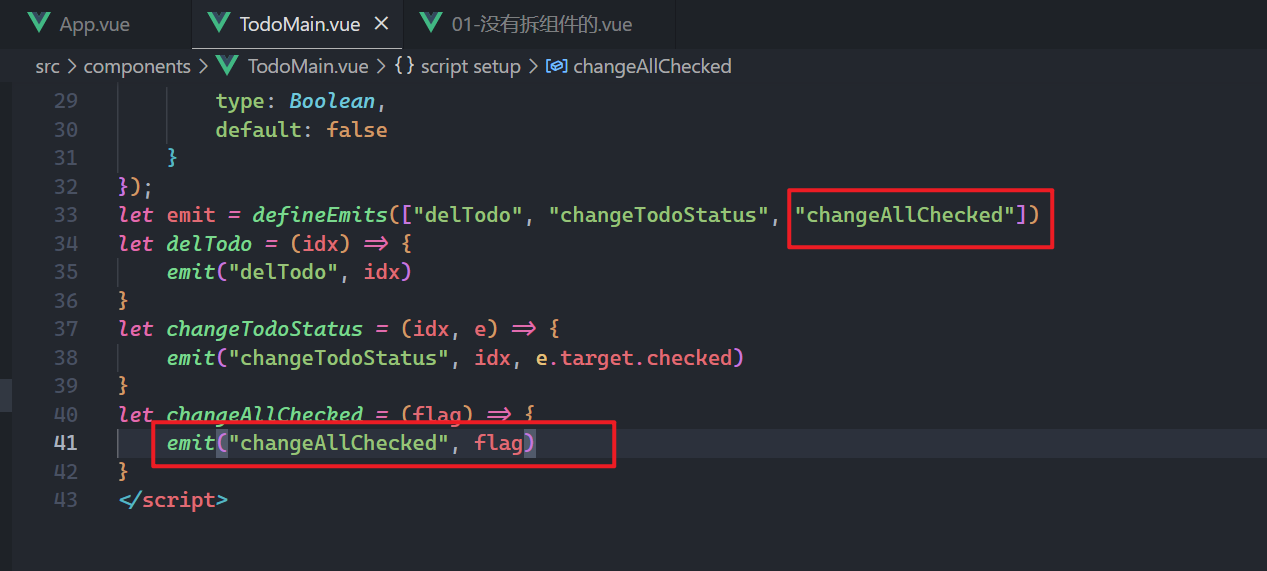 App.vue TodoMain.vue 01-没有拆组件的.vue
src > components > TodoMain.vue > {} script setup > changeAllChecked
29 type: Boolean,
30 default: false
31 }
32 });
33 let emit = defineEmits(["delTodo", "changeTodoStatus", "changeAllChecked"])
34 let delTodo = (idx) => {
35 emit("delTodo", idx)
36 }
37 let changeTodoStatus = (idx, e) => {
38 emit("changeTodoStatus", idx, e.target.checked)
39 }
40 let changeAllChecked = (flag) => {
41 emit("changeAllChecked", flag)
42 }
43 </script>